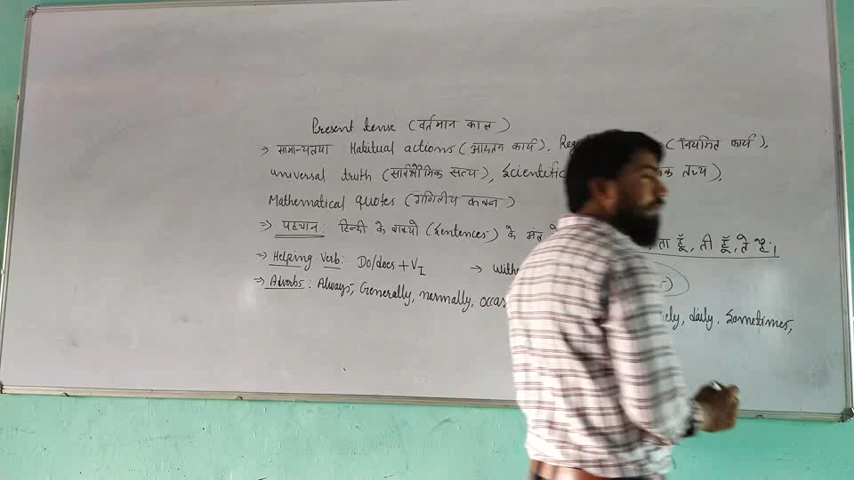 Present tense (वर्तमान काल)
⇒ सामान्यतया Habitual actions (आदतन कार्य), (नियमित कार्य),
universal truth (सार्वभौमिक सत्य), Scientific तथ्य),
Mathematical quotes (गणितीय कथन)
⇒ पहचान: हिन्दी के वाक्यो (Sentences) के अंत ता हूँ, ती हूँ, ते हैं।
⇒ Helping Verb: Do/does + V1 →
⇒ Adverbs: Always, Generally, normally, daily, Sometimes,